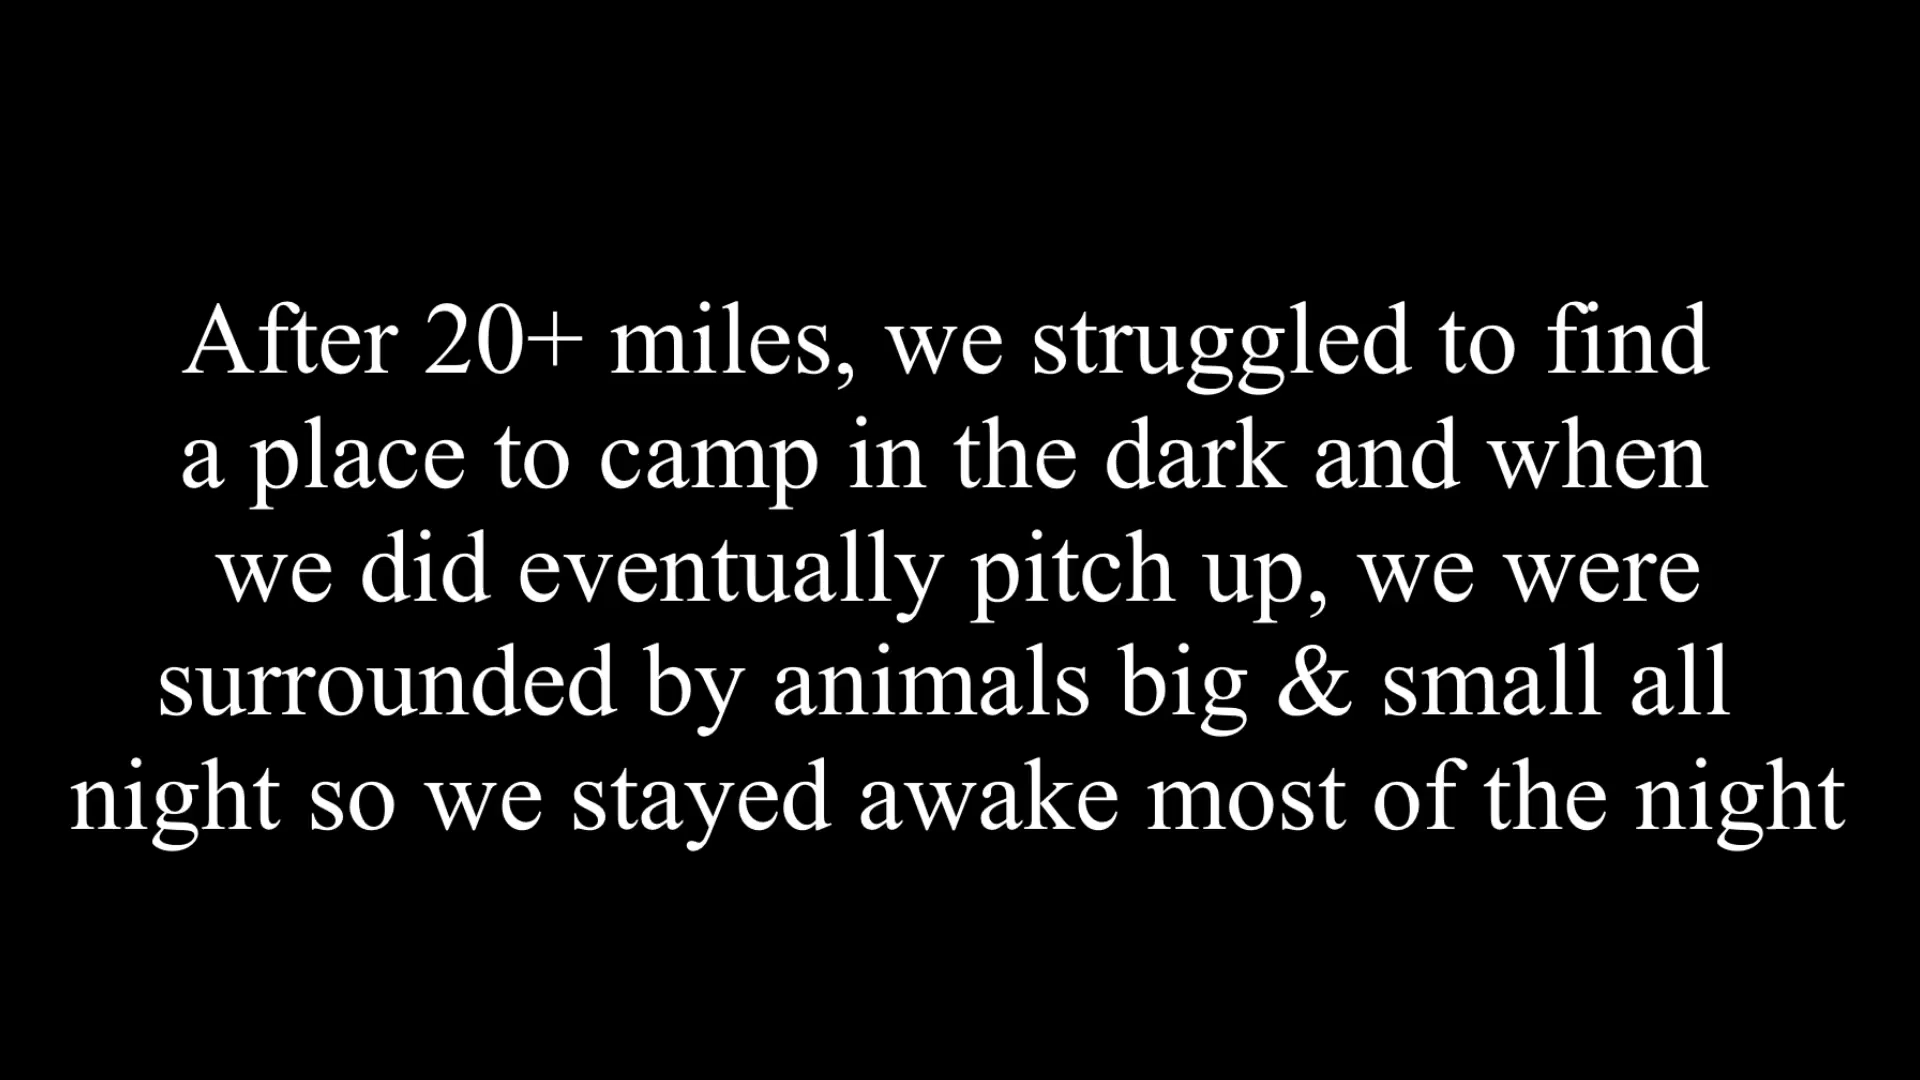 After 20+ miles, we struggled to find
a place to camp in the dark and when
we did eventually pitch up, we were
surrounded by animals big & small all
night so we stayed awake most of the night